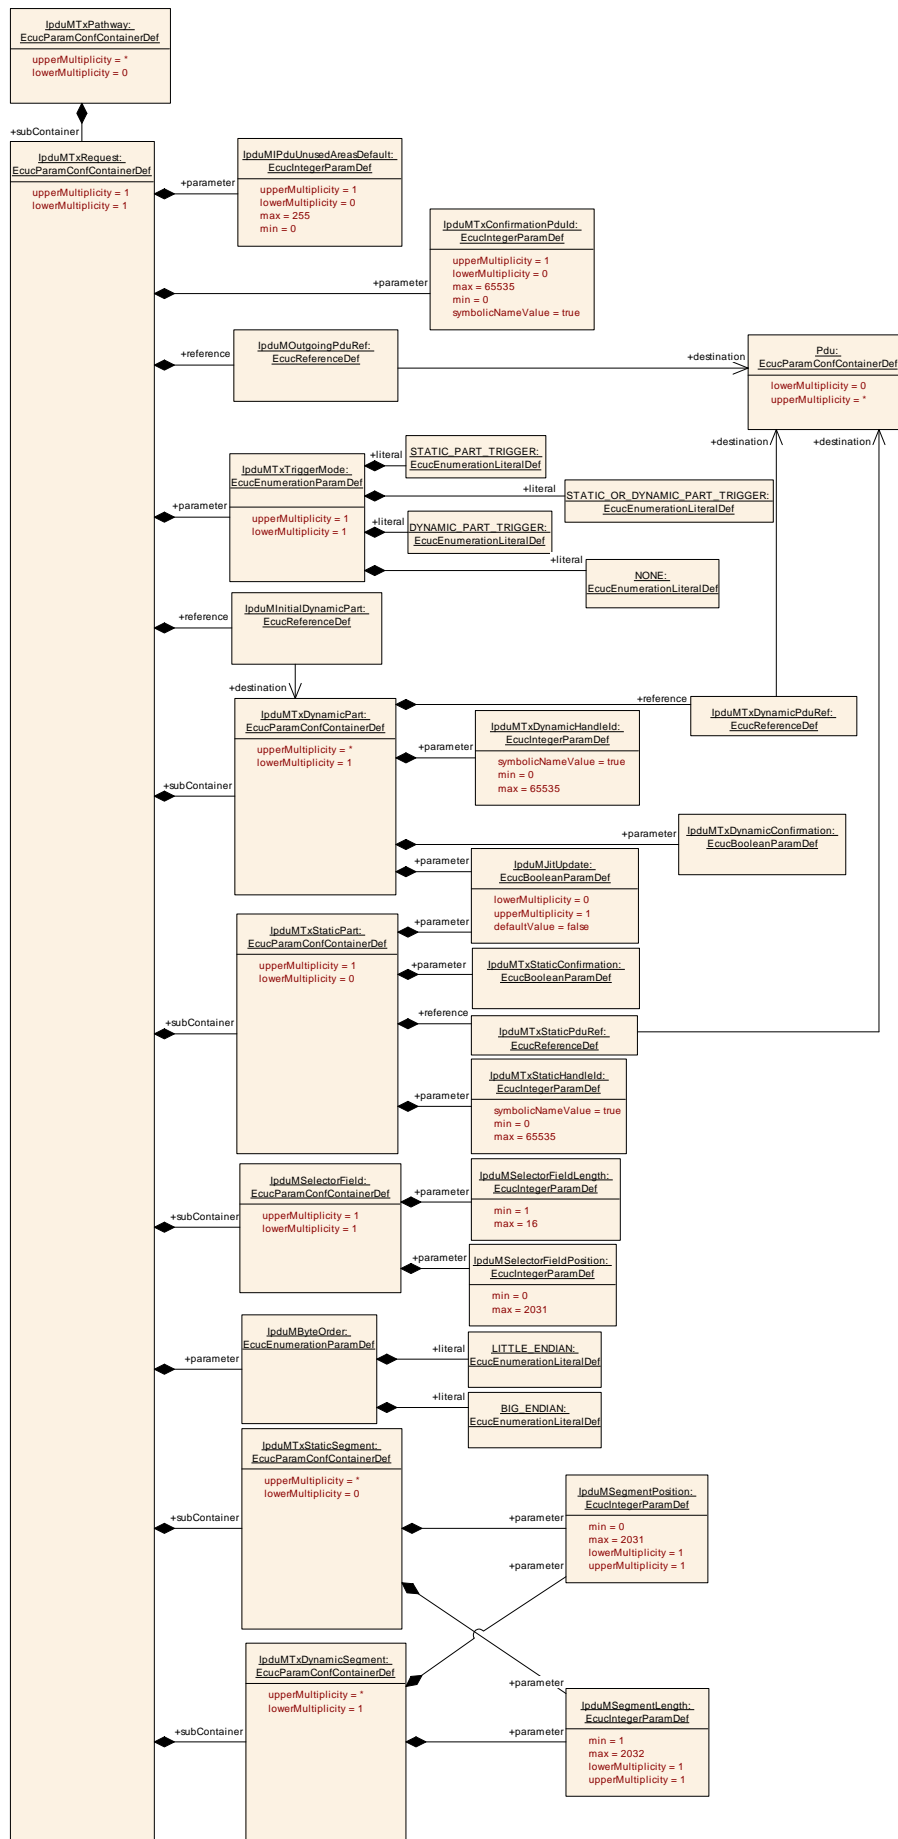 IpduMTxPathway:
EcucParamConfContainerDef
upperMultiplicity = *
lowerMultiplicity = 0
+subContainer
IpduMTxRequest:
EcucParamConfContainerDef
upperMultiplicity = 1
lowerMultiplicity = 1
+parameter
IpduMIPduUnusedAreasDefault:
EcucIntegerParamDef
upperMultiplicity = 1
lowerMultiplicity = 0
max = 255
min = 0
+parameter
IpduMTxConfirmationPduId:
EcucIntegerParamDef
upperMultiplicity = 1
lowerMultiplicity = 0
max = 65535
min = 0
symbolicNameValue = true
+reference
IpduMOutgoingPduRef:
EcucReferenceDef
+destination
Pdu:
EcucParamConfContainerDef
lowerMultiplicity = 0
upperMultiplicity = *
+destination
+destination
+parameter
IpduMTxTriggerMode:
EcucEnumerationParamDef
upperMultiplicity = 1
lowerMultiplicity = 1
+literal
STATIC_PART_TRIGGER:
EcucEnumerationLiteralDef
+literal
STATIC_OR_DYNAMIC_PART_TRIGGER:
EcucEnumerationLiteralDef
+literal
DYNAMIC_PART_TRIGGER:
EcucEnumerationLiteralDef
+literal
NONE:
EcucEnumerationLiteralDef
+reference
IpduMInitialDynamicPart:
EcucReferenceDef
+destination
+subContainer
IpduMTxDynamicPart:
EcucParamConfContainerDef
upperMultiplicity = *
lowerMultiplicity = 1
+reference
IpduMTxDynamicPduRef:
EcucReferenceDef
+parameter
IpduMTxDynamicHandleId:
EcucIntegerParamDef
symbolicNameValue = true
min = 0
max = 65535
+parameter
IpduMTxDynamicConfirmation:
EcucBooleanParamDef
+parameter
IpduMJitUpdate:
EcucBooleanParamDef
lowerMultiplicity = 0
upperMultiplicity = 1
defaultValue = false
+subContainer
IpduMTxStaticPart:
EcucParamConfContainerDef
upperMultiplicity = 1
lowerMultiplicity = 0
+parameter
+parameter
IpduMTxStaticConfirmation:
EcucBooleanParamDef
+reference
IpduMTxStaticPduRef:
EcucReferenceDef
+parameter
IpduMTxStaticHandleId:
EcucIntegerParamDef
symbolicNameValue = true
min = 0
max = 65535
+subContainer
IpduMSelectorField:
EcucParamConfContainerDef
upperMultiplicity = 1
lowerMultiplicity = 1
+parameter
IpduMSelectorFieldLength:
EcucIntegerParamDef
min = 1
max = 16
+parameter
IpduMSelectorFieldPosition:
EcucIntegerParamDef
min = 0
max = 2031
+parameter
IpduMByteOrder:
EcucEnumerationParamDef
+literal
LITTLE_ENDIAN:
EcucEnumerationLiteralDef
+literal
BIG_ENDIAN:
EcucEnumerationLiteralDef
+subContainer
IpduMTxStaticSegment:
EcucParamConfContainerDef
upperMultiplicity = *
lowerMultiplicity = 0
+parameter
IpduMSegmentPosition:
EcucIntegerParamDef
min = 0
max = 2031
lowerMultiplicity = 1
upperMultiplicity = 1
+parameter
+subContainer
IpduMTxDynamicSegment:
EcucParamConfContainerDef
upperMultiplicity = *
lowerMultiplicity = 1
+parameter
+parameter
IpduMSegmentLength:
EcucIntegerParamDef
min = 1
max = 2032
lowerMultiplicity = 1
upperMultiplicity = 1